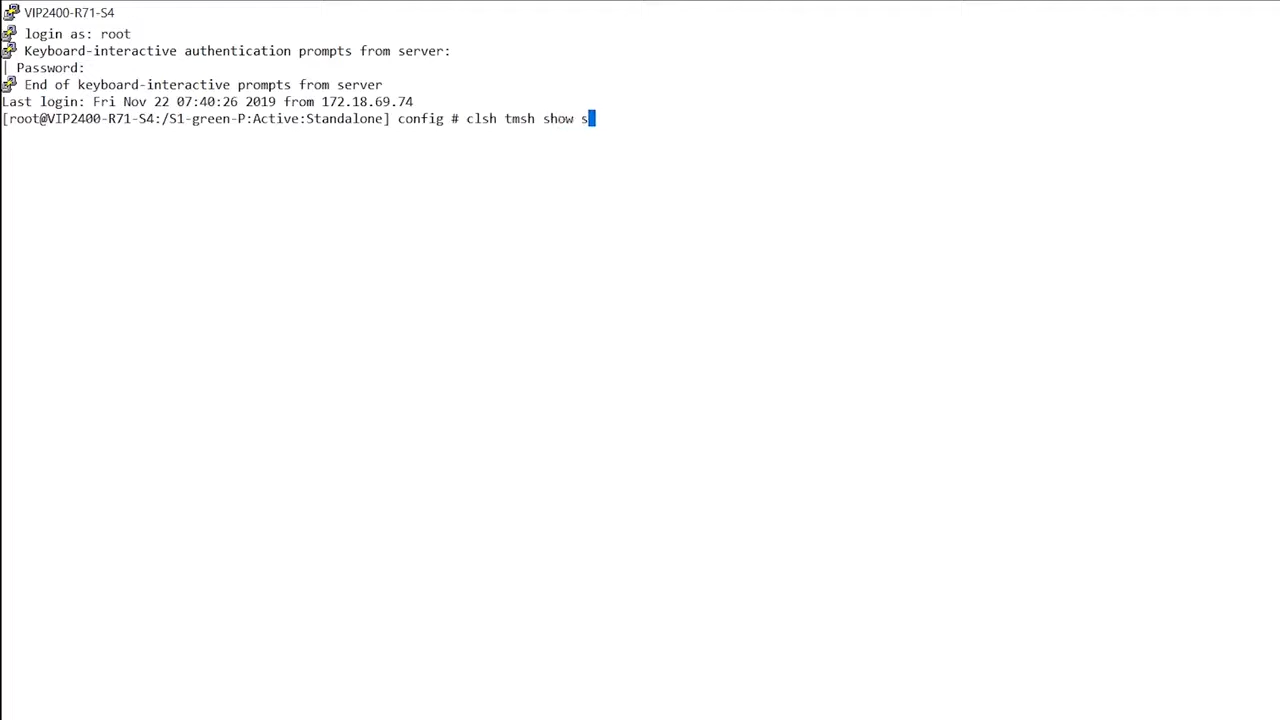 VIP2400-R71-S4
login as: root
Keyboard-interactive authentication prompts from server:
| Password:
End of keyboard-interactive prompts from server
Last login: Fri Nov 22 07:40:26 2019 from 172.18.69.74
[root@VIP2400-R71-S4:/S1-green-P:Active:Standalone] config # clsh tmsh show s